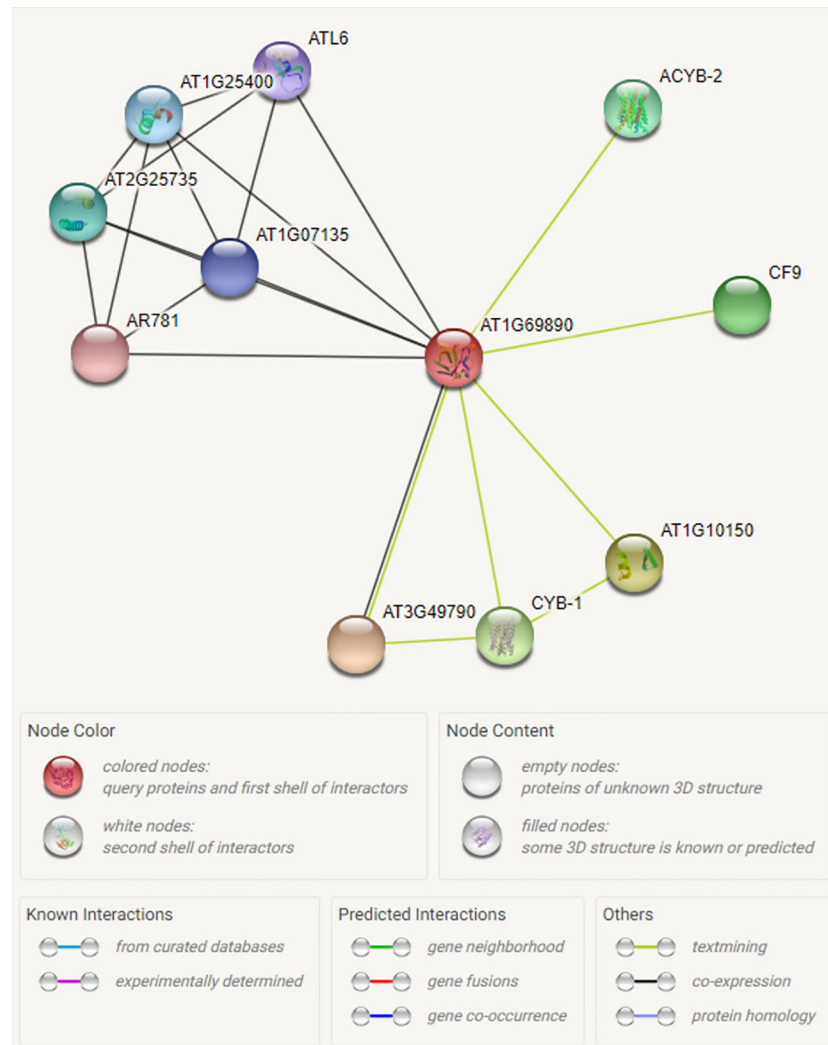 ATL6
AT1G25400
ACYB-2
AT2G25735
AT1G07135
CF9
AR781
AT1G69890
AT1G10150
AT3G49790
CYB-1
Node Color
colored nodes:
query proteins and first shell of interactors
white nodes:
second shell of interactors
Node Content
empty nodes:
proteins of unknown 3D structure
filled nodes:
some 3D structure is known or predicted
Known Interactions
from curated databases
experimentally determined
Predicted Interactions
gene neighborhood
gene fusions
gene co-occurrence
Others
textmining
co-expression
protein homology